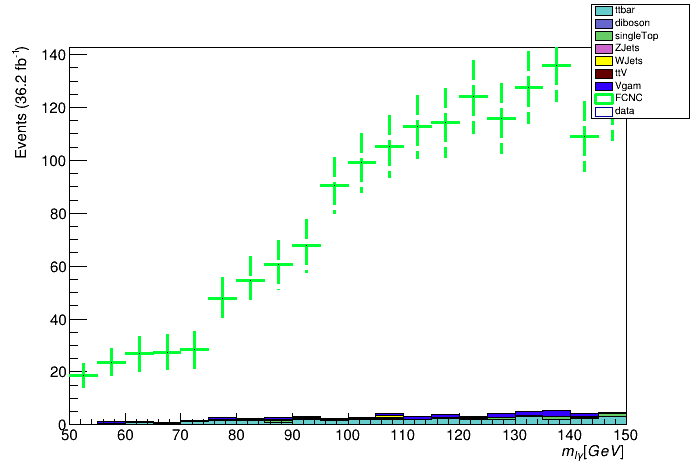 ttbar
diboson
singleTop
ZJets
WJets
ttV
Vgam
FCNC
data
Events (36.2 fb⁻¹)
140
120
100
80
60
40
20
0
50 60 70 80 90 100 110 120 130 140 150
m_{lγ}[GeV]